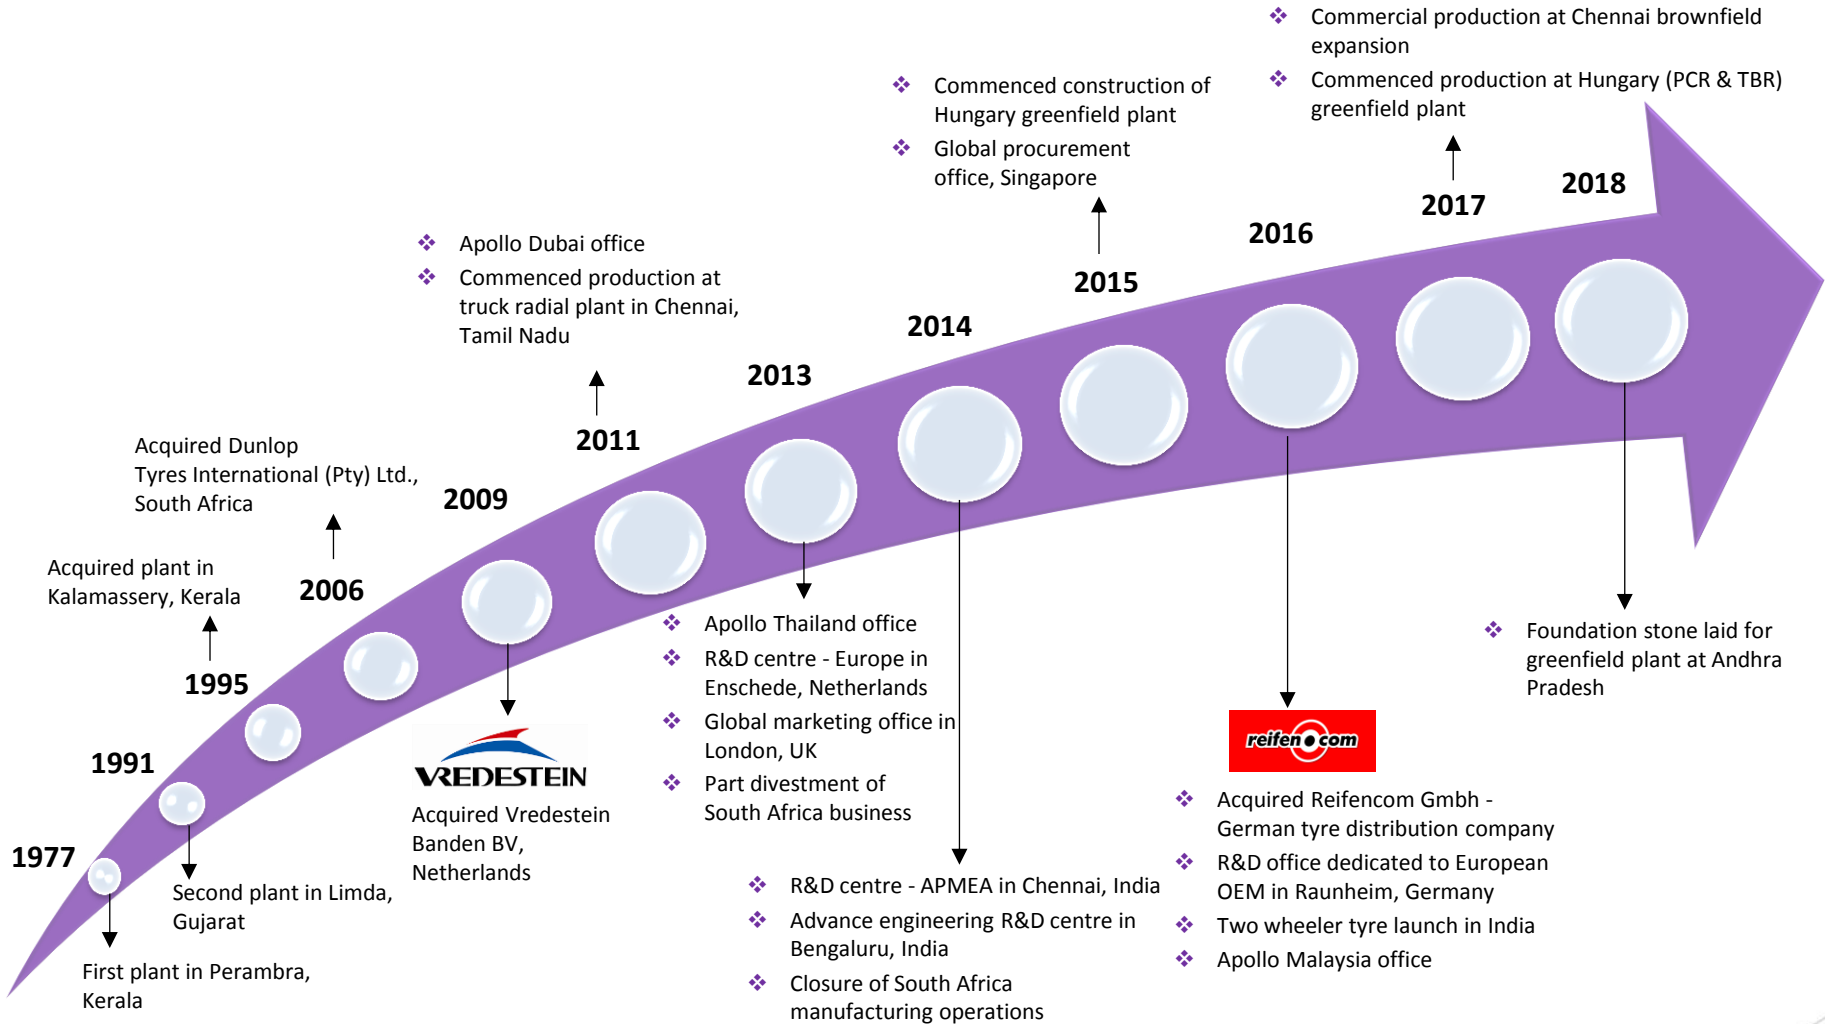 1977
First plant in Perambra,
Kerala
1991
Second plant in Limda,
Gujarat
1995
Acquired plant in
Kalamassery, Kerala
2006
Acquired Dunlop
Tyres International (Pty) Ltd.,
South Africa
2009
VREDESTEIN
Acquired Vredestein
Banden BV,
Netherlands
2011
❖ Apollo Dubai office
❖ Commenced production at
truck radial plant in Chennai,
Tamil Nadu
2013
❖ Apollo Thailand office
❖ R&D centre - Europe in
Enschede, Netherlands
❖ Global marketing office in
London, UK
❖ Part divestment of
South Africa business
2014
❖ R&D centre - APMEA in Chennai, India
❖ Advance engineering R&D centre in
Bengaluru, India
❖ Closure of South Africa
manufacturing operations
2015
❖ Commenced construction of
Hungary greenfield plant
❖ Global procurement
office, Singapore
2016
reifen com
❖ Acquired Reifencom Gmbh -
German tyre distribution company
❖ R&D office dedicated to European
OEM in Raunheim, Germany
❖ Two wheeler tyre launch in India
❖ Apollo Malaysia office
2017
❖ Commercial production at Chennai brownfield
expansion
❖ Commenced production at Hungary (PCR & TBR)
greenfield plant
2018
❖ Foundation stone laid for
greenfield plant at Andhra
Pradesh